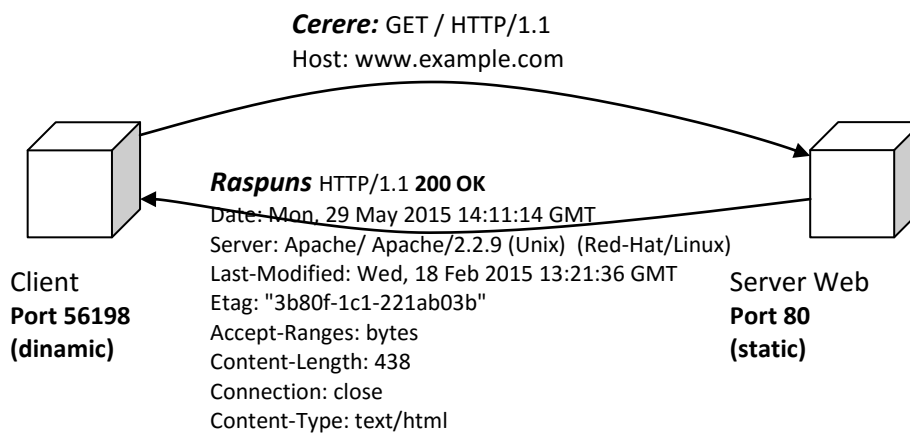 Cerere: GET / HTTP/1.1
Host: www.example.com
Raspuns HTTP/1.1 200 OK
Date: Mon, 29 May 2015 14:11:14 GMT
Server: Apache/ Apache/2.2.9 (Unix) (Red-Hat/Linux)
Last-Modified: Wed, 18 Feb 2015 13:21:36 GMT
Etag: "3b80f-1c1-221ab03b"
Accept-Ranges: bytes
Content-Length: 438
Connection: close
Content-Type: text/html
Client
Port 56198
(dinamic)
Server Web
Port 80
(static)